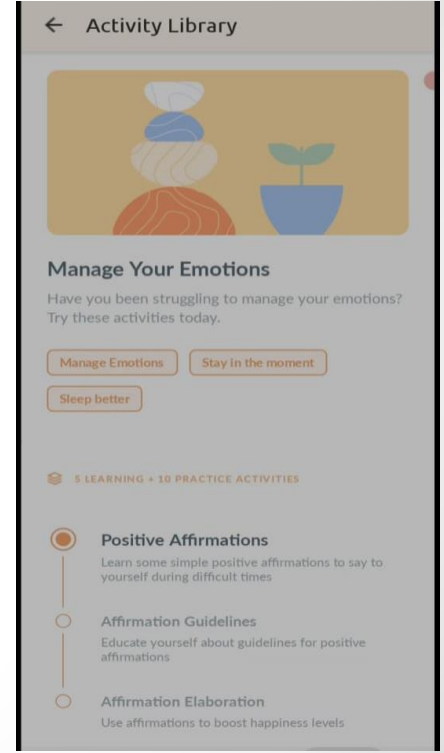 Activity Library
Manage Your Emotions
Have you been struggling to manage your emotions?
Try these activities today.
Manage Emotions
Stay in the moment
Sleep better
5 LEARNING + 10 PRACTICE ACTIVITIES
Positive Affirmations
Learn some simple positive affirmations to say to
yourself during difficult times
Affirmation Guidelines
Educate yourself about guidelines for positive
affirmations
Affirmation Elaboration
Use affirmations to boost happiness levels